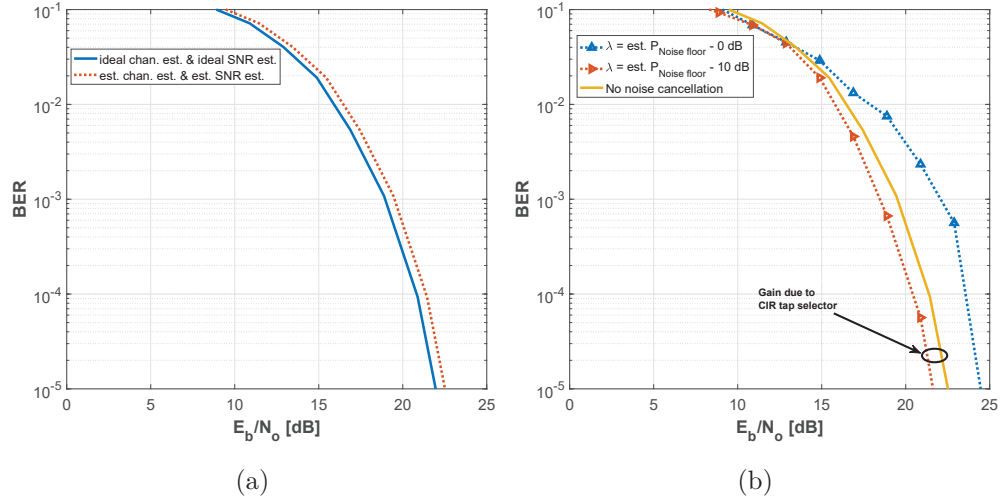 10^-1
10^-2
10^-3
10^-4
10^-5
BER
ideal chan. est. & ideal SNR est.
est. chan. est. & est. SNR est.
0 5 10 15 20 25
E_b/N_o [dB]
(a)
10^-1
10^-2
10^-3
10^-4
10^-5
BER
λ = est. P_Noise floor - 0 dB
λ = est. P_Noise floor - 10 dB
No noise cancellation
Gain due to
CIR tap selector
0 5 10 15 20 25
E_b/N_o [dB]
(b)